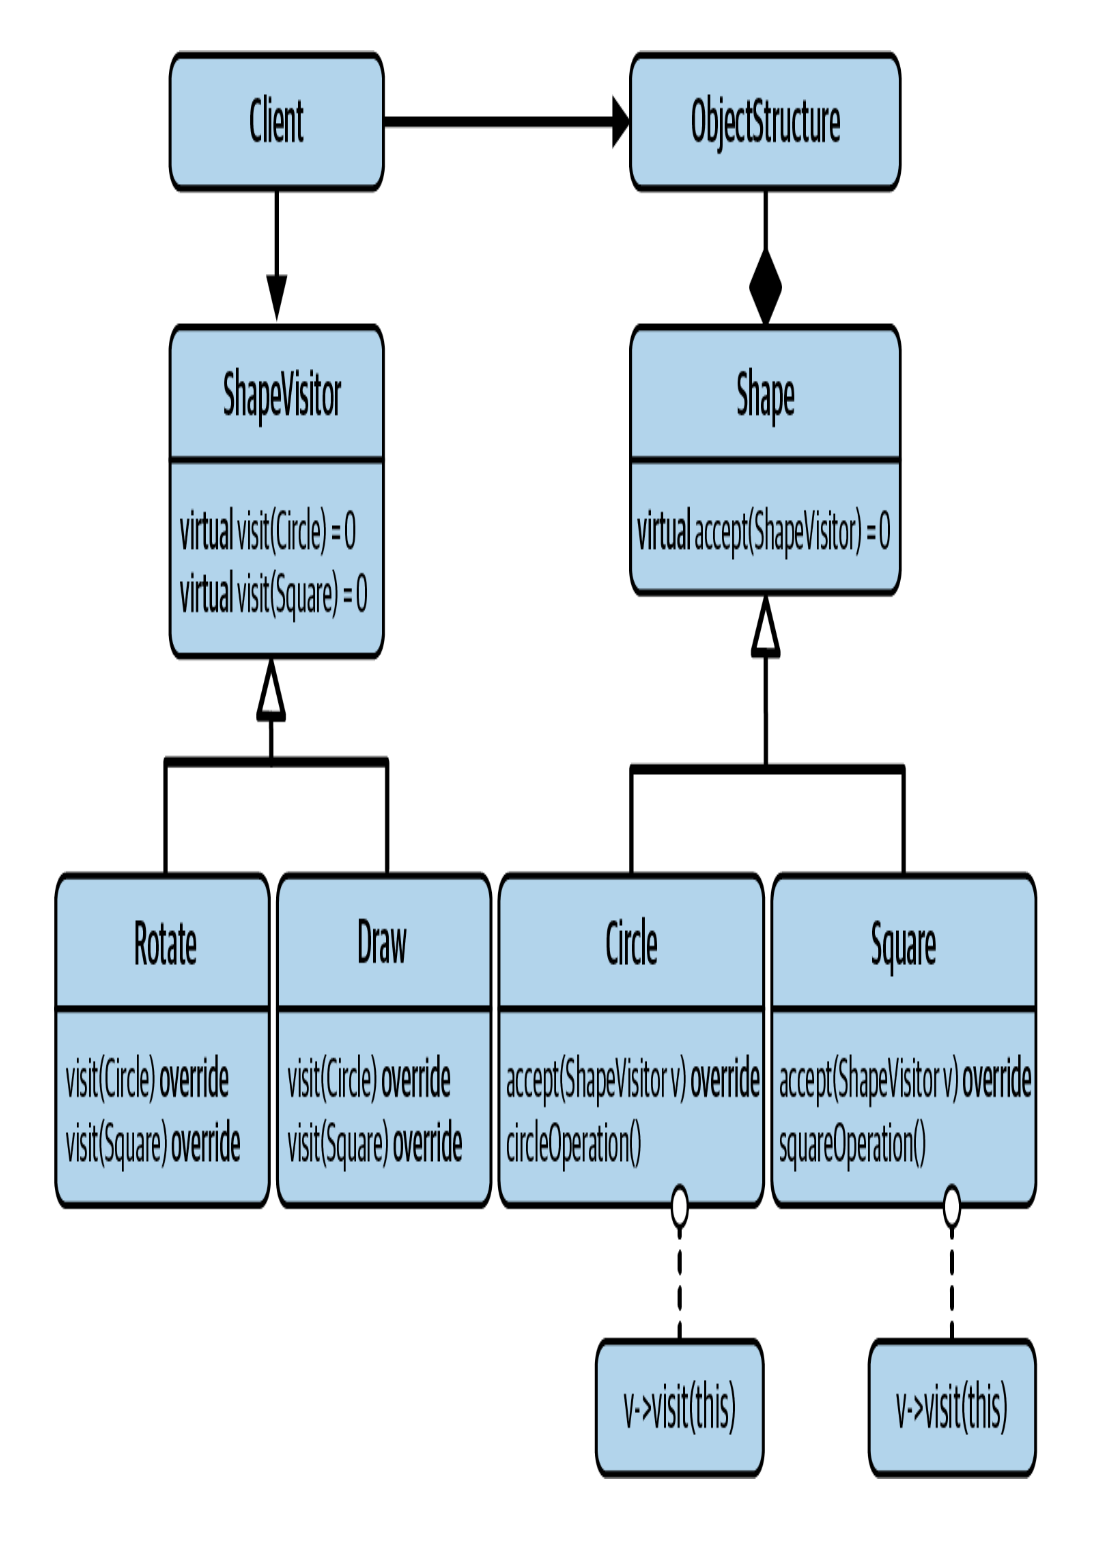 Client
ObjectStructure
ShapeVisitor
virtual visit(Circle) = 0
virtual visit(Square) = 0
Shape
virtual accept(ShapeVisitor) = 0
Rotate
visit(Circle) override
visit(Square) override
Draw
visit(Circle) override
visit(Square) override
Circle
accept(ShapeVisitor v) override
circleOperation()
Square
accept(ShapeVisitor v) override
squareOperation()
v->visit(this)
v->visit(this)